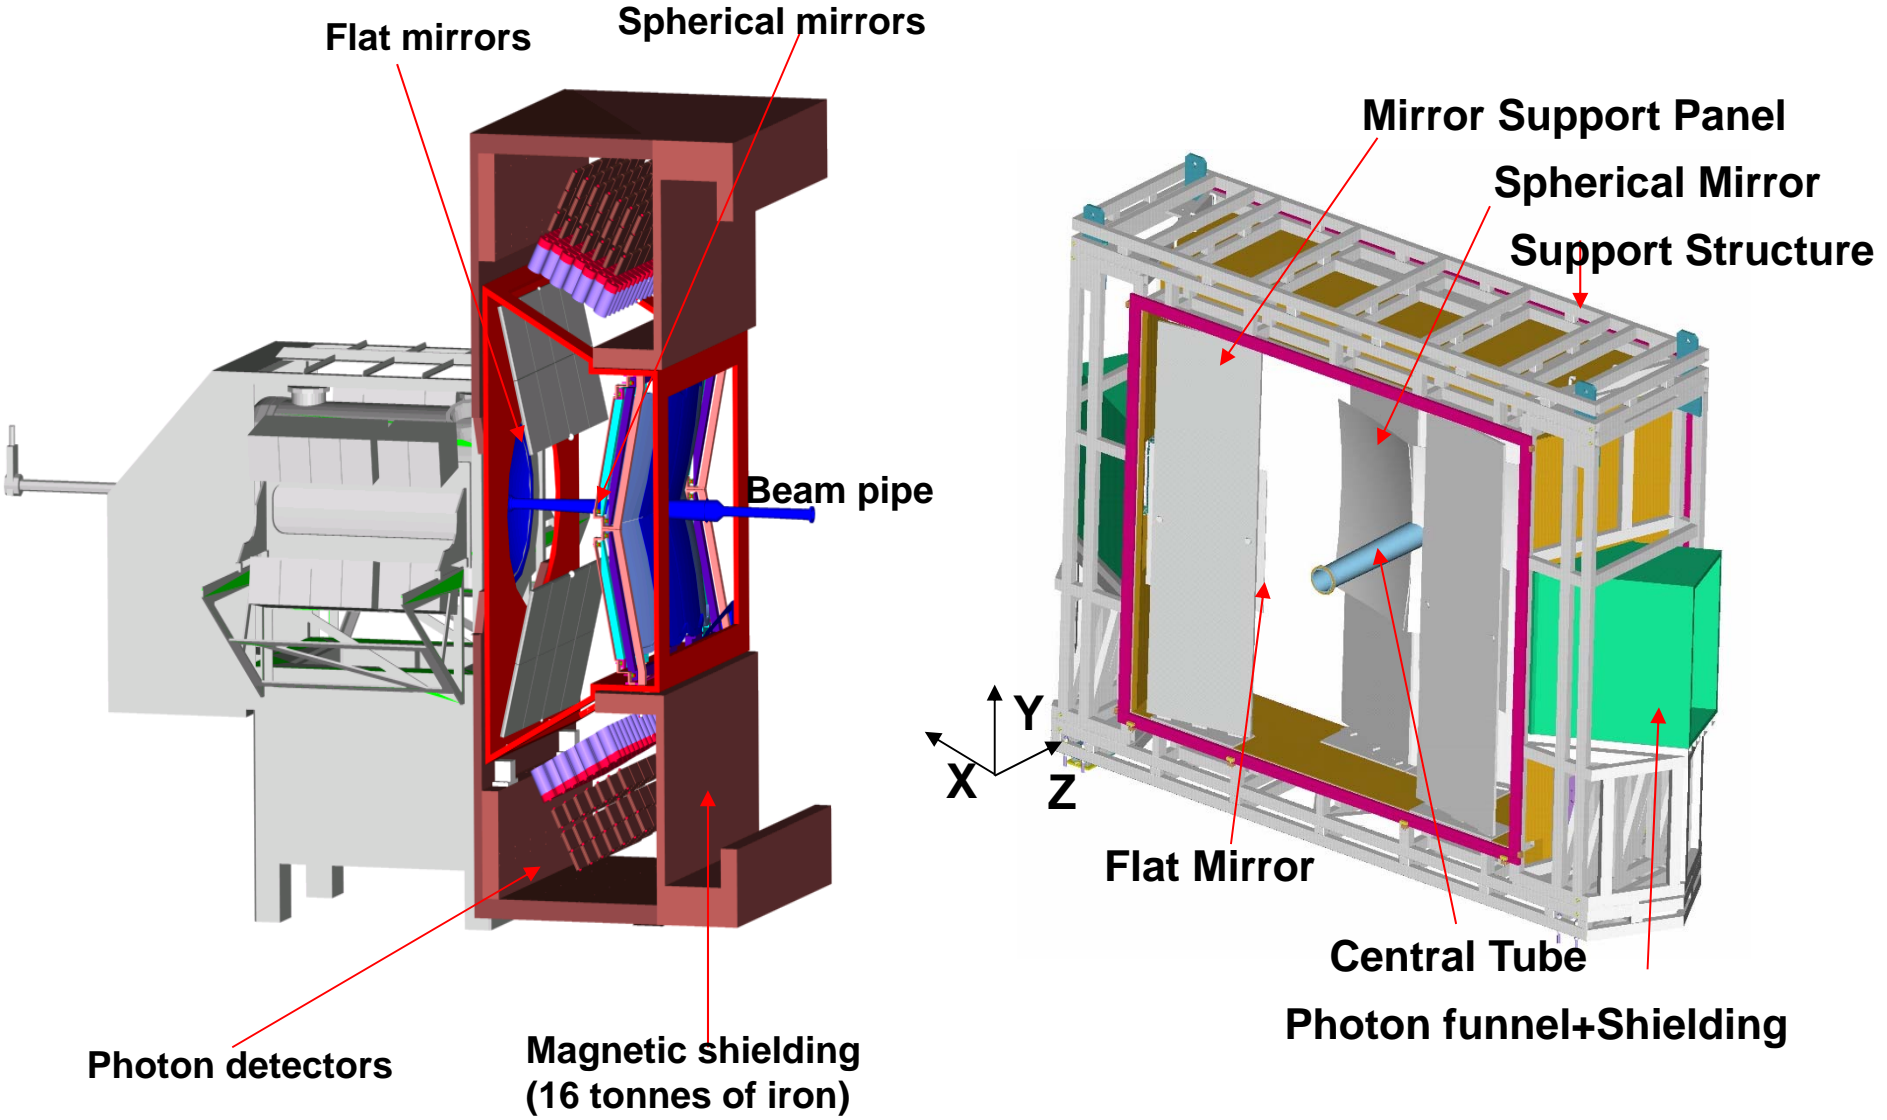 Flat mirrors
Spherical mirrors
Beam pipe
Photon detectors
Magnetic shielding
(16 tonnes of iron)
Mirror Support Panel
Spherical Mirror
Support Structure
Y
X
Z
Flat Mirror
Central Tube
Photon funnel+Shielding